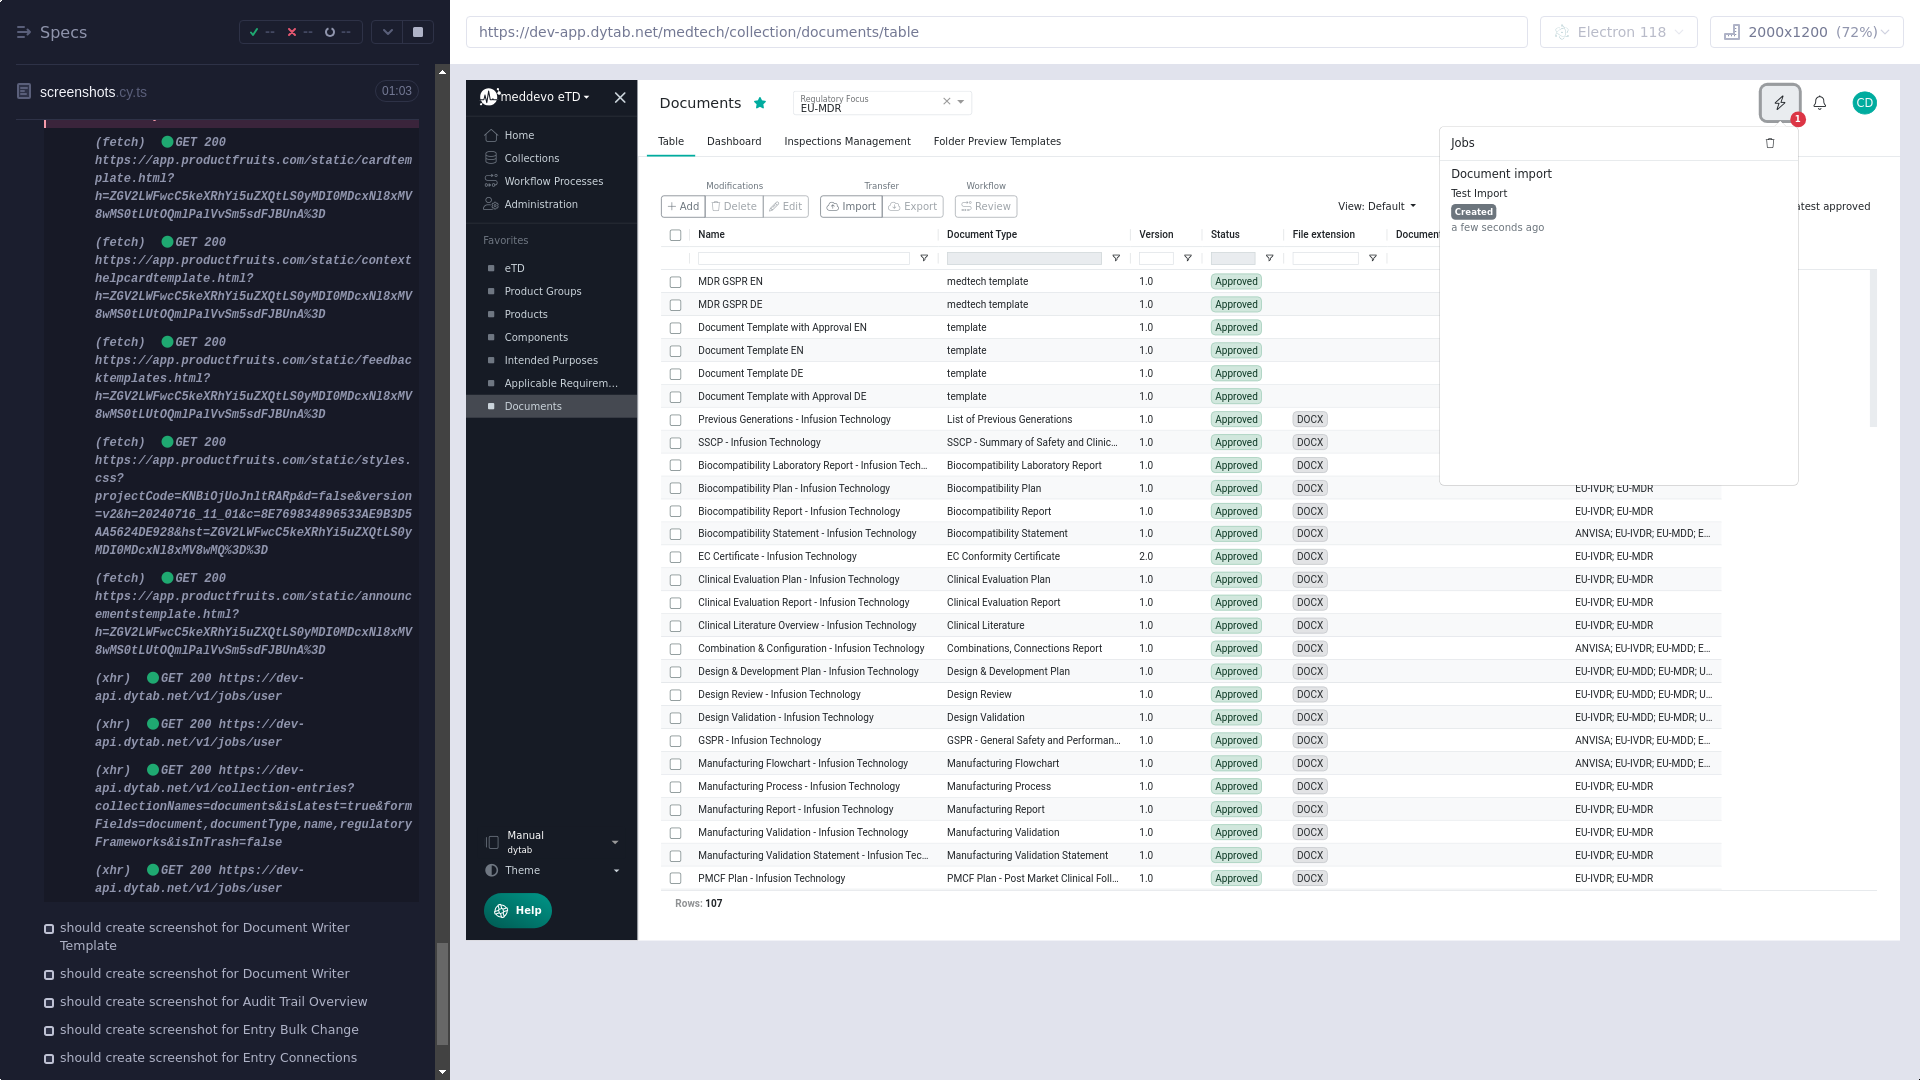 Specs
--
--
--
screenshots.cy.ts
01:03
(fetch) GET 200
https://app.productfruits.com/static/cardtem
plate.html?
h=ZGV2LWFwcC5keXRhYi5uZXQtLS0yMDI0MDcxNl8xMV
8wMS0tLUtOQmlPalVvSm5sdFJBUnA%3D
(fetch) GET 200
https://app.productfruits.com/static/context
helpcardtemplate.html?
h=ZGV2LWFwcC5keXRhYi5uZXQtLS0yMDI0MDcxNl8xMV
8wMS0tLUtOQmlPalVvSm5sdFJBUnA%3D
(fetch) GET 200
https://app.productfruits.com/static/feedbac
ktemplates.html?
h=ZGV2LWFwcC5keXRhYi5uZXQtLS0yMDI0MDcxNl8xMV
8wMS0tLUtOQmlPalVvSm5sdFJBUnA%3D
(fetch) GET 200
https://app.productfruits.com/static/styles.
css?
projectCode=KNBiOjUoJnltRARp&d=false&version
=v2&h=20240716_11_01&c=8E769834896533AE9B3D5
AA5624DE928&hst=ZGV2LWFwcC5keXRhYi5uZXQtLS0y
MDI0MDcxNl8xMV8wMQ%3D%3D
(fetch) GET 200
https://app.productfruits.com/static/announc
ementstemplate.html?
h=ZGV2LWFwcC5keXRhYi5uZXQtLS0yMDI0MDcxNl8xMV
8wMS0tLUtOQmlPalVvSm5sdFJBUnA%3D
(xhr) GET 200 https://dev-
api.dytab.net/v1/jobs/user
(xhr) GET 200 https://dev-
api.dytab.net/v1/jobs/user
(xhr) GET 200 https://dev-
api.dytab.net/v1/collection-entries?
collectionNames=documents&isLatest=true&form
Fields=document,documentType,name,regulatory
Frameworks&isInTrash=false
(xhr) GET 200 https://dev-
api.dytab.net/v1/jobs/user
should create screenshot for Document Writer
Template
should create screenshot for Document Writer
should create screenshot for Audit Trail Overview
should create screenshot for Entry Bulk Change
should create screenshot for Entry Connections
https://dev-app.dytab.net/medtech/collection/documents/table
Electron 118
2000x1200 (72%)
meddevo eTD
Home
Collections
Workflow Processes
Administration
Favorites
eTD
Product Groups
Products
Components
Intended Purposes
Applicable Requirem...
Documents
Manual
dytab
Theme
Help
Documents
Regulatory Focus
EU-MDR
1
CD
Table Dashboard Inspections Management Folder Preview Templates
Modifications Transfer Workflow
Add Delete Edit Import Export Review
View: Default
atest approved
Jobs
Document import
Test Import
Created
a few seconds ago
Name Document Type Version Status File extension Document
MDR GSPR EN medtech template 1.0 Approved
MDR GSPR DE medtech template 1.0 Approved
Document Template with Approval EN template 1.0 Approved
Document Template EN template 1.0 Approved
Document Template DE template 1.0 Approved
Document Template with Approval DE template 1.0 Approved
Previous Generations - Infusion Technology List of Previous Generations 1.0 Approved DOCX
SSCP - Infusion Technology SSCP - Summary of Safety and Clinic... 1.0 Approved DOCX
Biocompatibility Laboratory Report - Infusion Tech... Biocompatibility Laboratory Report 1.0 Approved DOCX
Biocompatibility Plan - Infusion Technology Biocompatibility Plan 1.0 Approved DOCX EU-IVDR; EU-MDR
Biocompatibility Report - Infusion Technology Biocompatibility Report 1.0 Approved DOCX EU-IVDR; EU-MDR
Biocompatibility Statement - Infusion Technology Biocompatibility Statement 1.0 Approved DOCX ANVISA; EU-IVDR; EU-MDD; E...
EC Certificate - Infusion Technology EC Conformity Certificate 2.0 Approved DOCX EU-IVDR; EU-MDR
Clinical Evaluation Plan - Infusion Technology Clinical Evaluation Plan 1.0 Approved DOCX EU-IVDR; EU-MDR
Clinical Evaluation Report - Infusion Technology Clinical Evaluation Report 1.0 Approved DOCX EU-IVDR; EU-MDR
Clinical Literature Overview - Infusion Technology Clinical Literature 1.0 Approved DOCX EU-IVDR; EU-MDR
Combination & Configuration - Infusion Technology Combinations, Connections Report 1.0 Approved DOCX ANVISA; EU-IVDR; EU-MDD; E...
Design & Development Plan - Infusion Technology Design & Development Plan 1.0 Approved DOCX EU-IVDR; EU-MDD; EU-MDR; U...
Design Review - Infusion Technology Design Review 1.0 Approved DOCX EU-IVDR; EU-MDD; EU-MDR; U...
Design Validation - Infusion Technology Design Validation 1.0 Approved DOCX EU-IVDR; EU-MDD; EU-MDR; U...
GSPR - Infusion Technology GSPR - General Safety and Performan... 1.0 Approved DOCX ANVISA; EU-IVDR; EU-MDD; E...
Manufacturing Flowchart - Infusion Technology Manufacturing Flowchart 1.0 Approved DOCX ANVISA; EU-IVDR; EU-MDD; E...
Manufacturing Process - Infusion Technology Manufacturing Process 1.0 Approved DOCX EU-IVDR; EU-MDR
Manufacturing Report - Infusion Technology Manufacturing Report 1.0 Approved DOCX EU-IVDR; EU-MDR
Manufacturing Validation - Infusion Technology Manufacturing Validation 1.0 Approved DOCX EU-IVDR; EU-MDR
Manufacturing Validation Statement - Infusion Tec... Manufacturing Validation Statement 1.0 Approved DOCX EU-IVDR; EU-MDR
PMCF Plan - Infusion Technology PMCF Plan - Post Market Clinical Foll... 1.0 Approved DOCX EU-IVDR; EU-MDR
Rows: 107